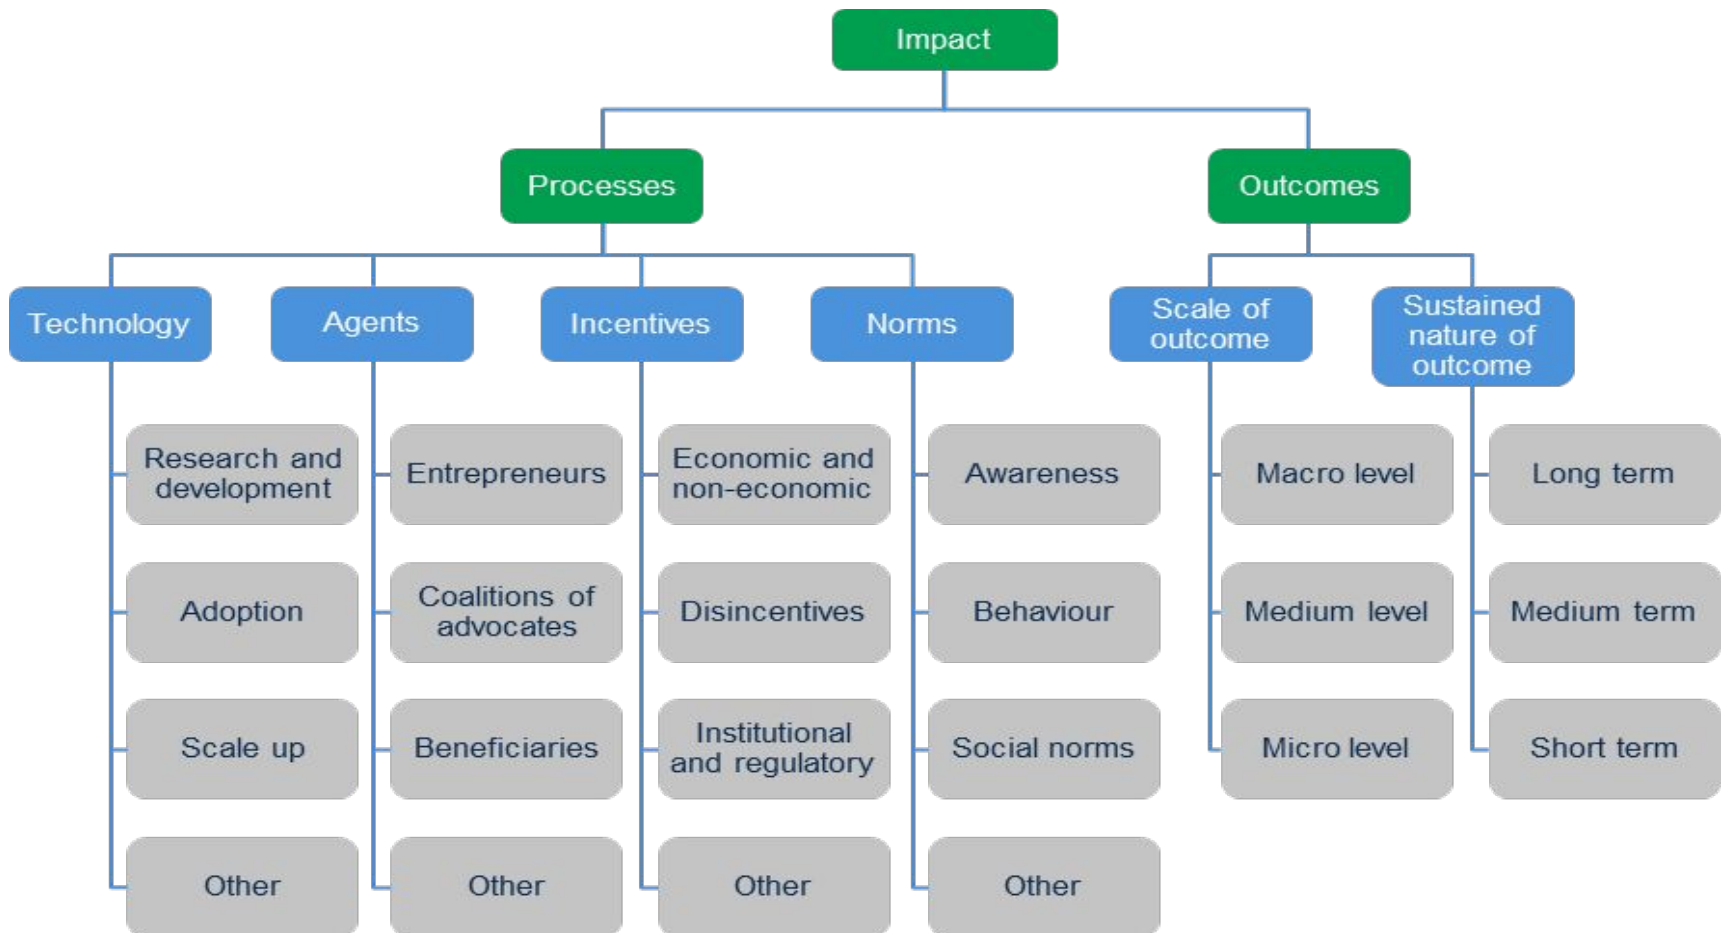 Impact
Processes
Outcomes
Technology
Agents
Incentives
Norms
Scale of
outcome
Sustained
nature of
outcome
Research and
development
Entrepreneurs
Economic and
non-economic
Awareness
Macro level
Long term
Adoption
Coalitions of
advocates
Disincentives
Behaviour
Medium level
Medium term
Scale up
Beneficiaries
Institutional
and regulatory
Social norms
Micro level
Short term
Other
Other
Other
Other